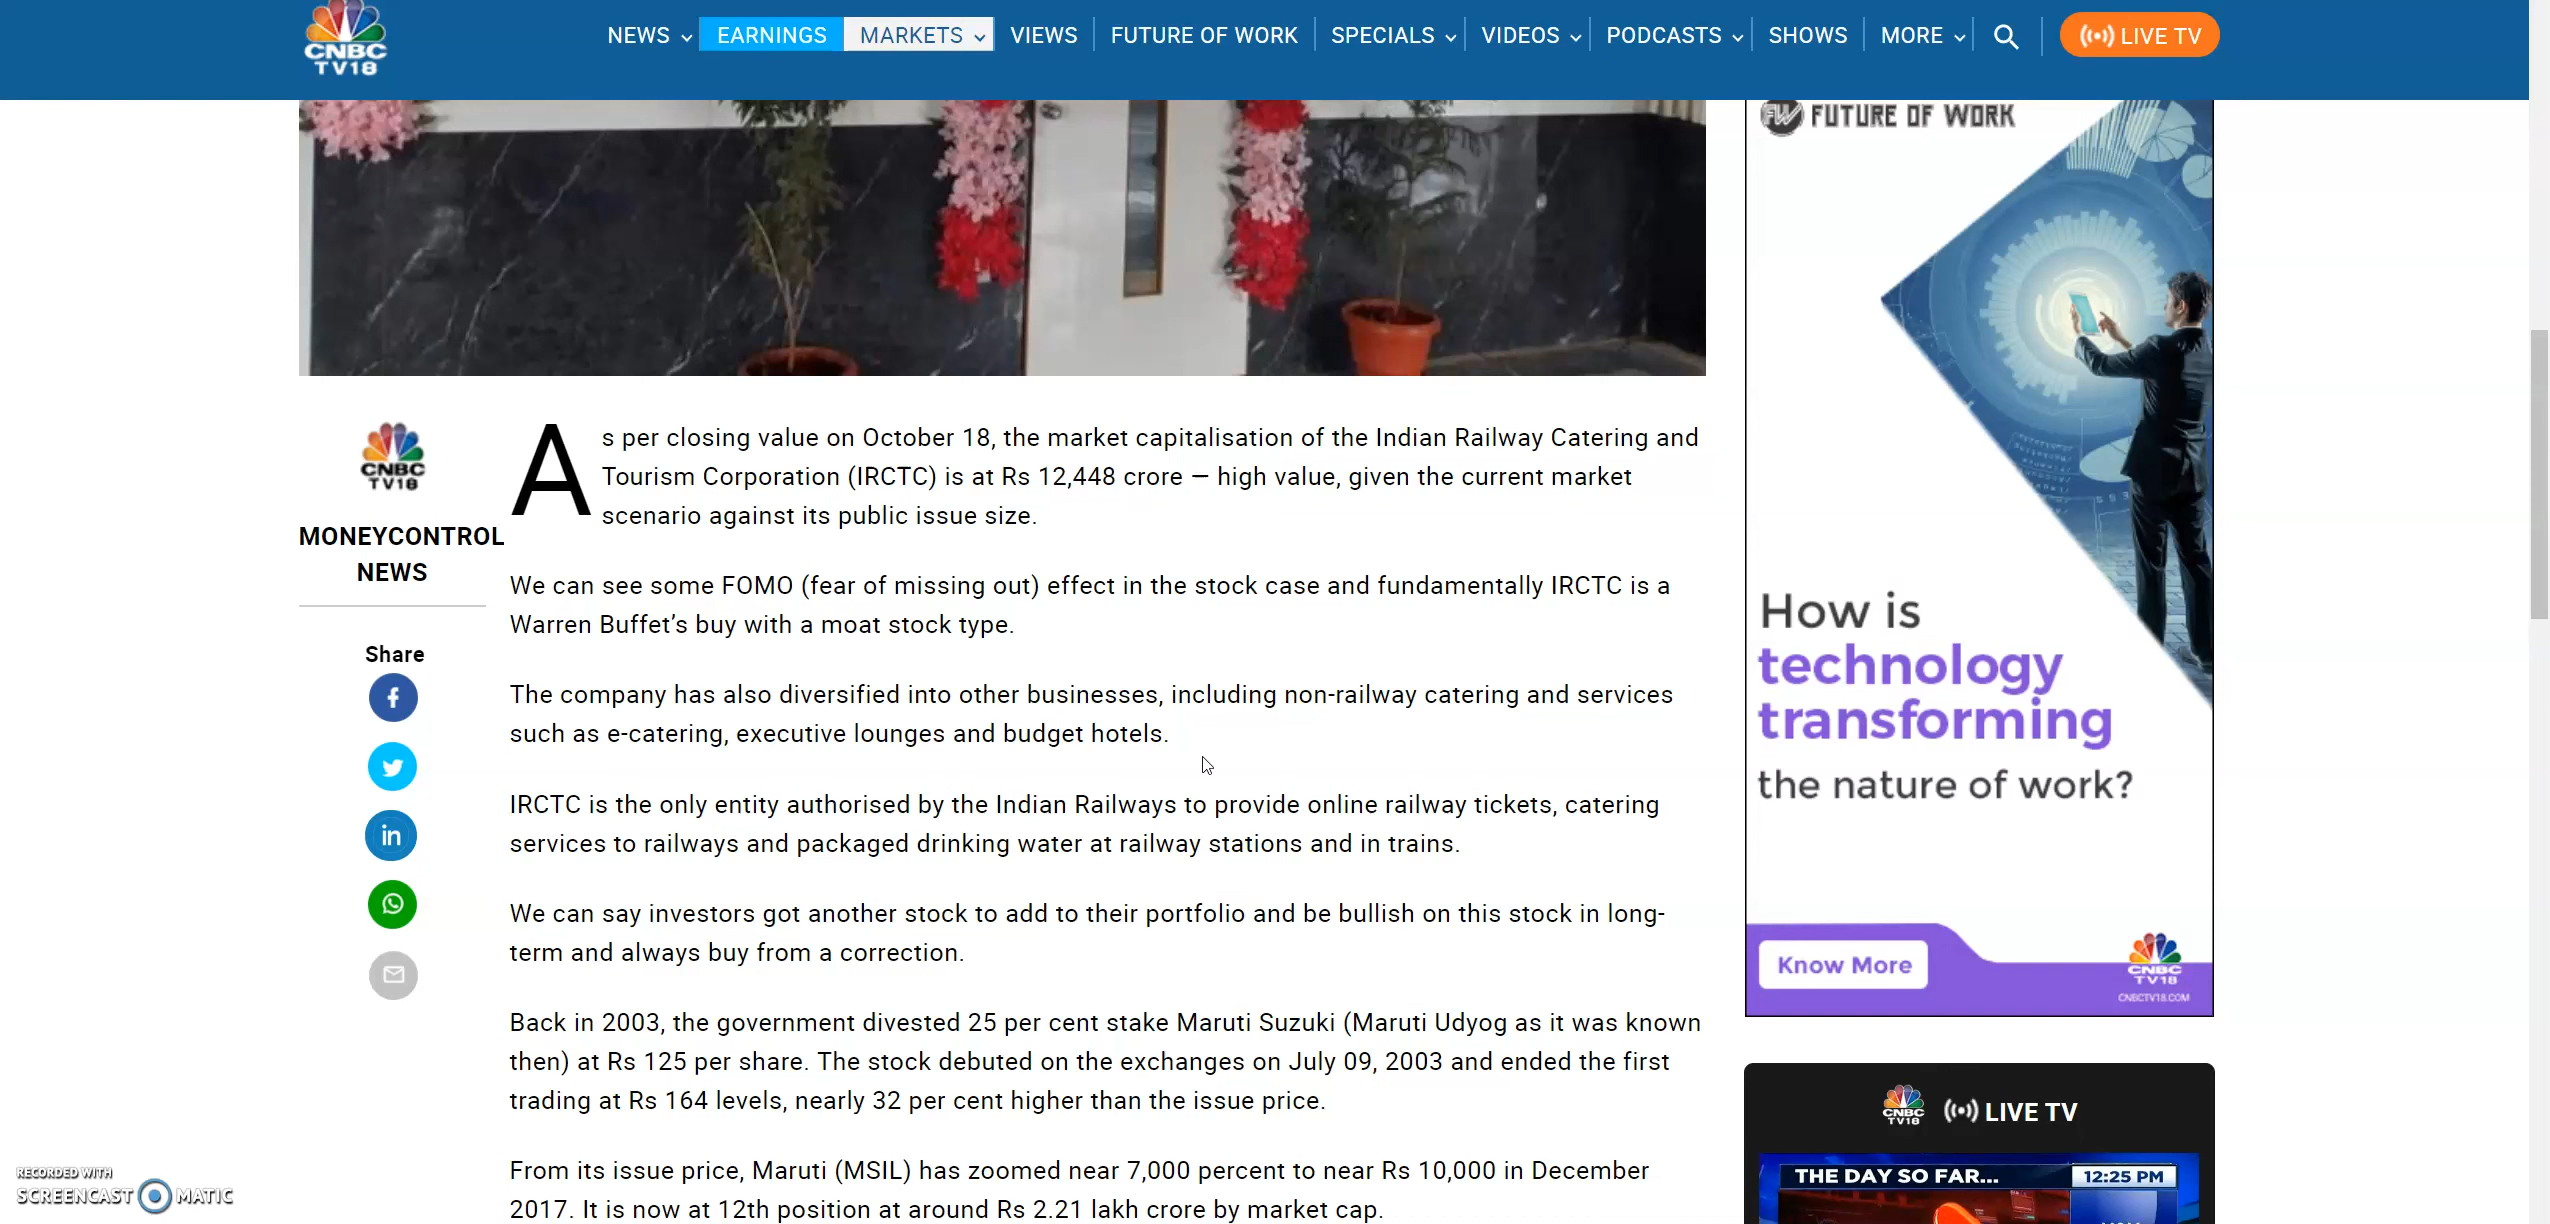 CNBC
TV18
NEWS
EARNINGS
MARKETS
VIEWS
FUTURE OF WORK
SPECIALS
VIDEOS
PODCASTS
SHOWS
MORE
LIVE TV
FW FUTURE OF WORK
How is
technology
transforming
the nature of work?
Know More
CNBC
TV18
CNBCTV18.COM
CNBC
TV18
MONEYCONTROL
NEWS
Share
As per closing value on October 18, the market capitalisation of the Indian Railway Catering and
Tourism Corporation (IRCTC) is at Rs 12,448 crore — high value, given the current market
scenario against its public issue size.
We can see some FOMO (fear of missing out) effect in the stock case and fundamentally IRCTC is a
Warren Buffet’s buy with a moat stock type.
The company has also diversified into other businesses, including non-railway catering and services
such as e-catering, executive lounges and budget hotels.
IRCTC is the only entity authorised by the Indian Railways to provide online railway tickets, catering
services to railways and packaged drinking water at railway stations and in trains.
We can say investors got another stock to add to their portfolio and be bullish on this stock in long-
term and always buy from a correction.
Back in 2003, the government divested 25 per cent stake Maruti Suzuki (Maruti Udyog as it was known
then) at Rs 125 per share. The stock debuted on the exchanges on July 09, 2003 and ended the first
trading at Rs 164 levels, nearly 32 per cent higher than the issue price.
From its issue price, Maruti (MSIL) has zoomed near 7,000 percent to near Rs 10,000 in December
2017. It is now at 12th position at around Rs 2.21 lakh crore by market cap.
CNBC
TV18
LIVE TV
THE DAY SO FAR...
12:25 PM
RECORDED WITH
SCREENCAST MATIC